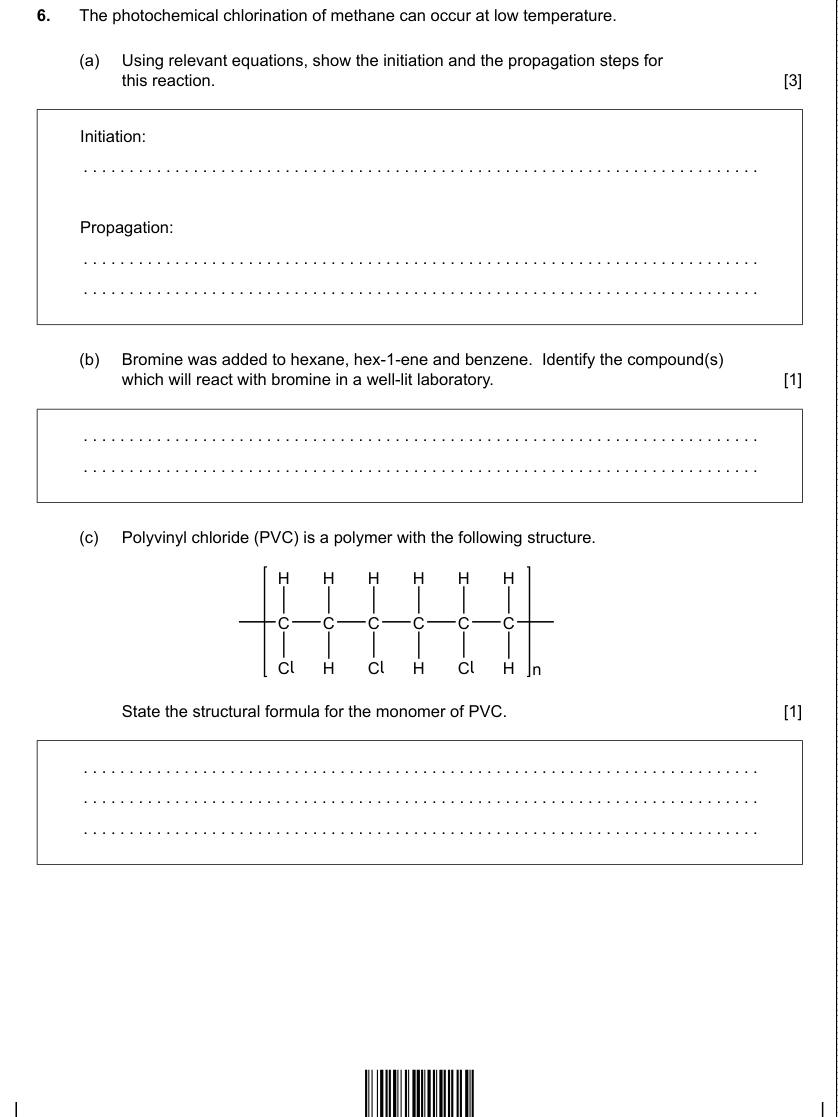 6. The photochemical chlorination of methane can occur at low temperature.
(a) Using relevant equations, show the initiation and the propagation steps for
this reaction. [3]
Initiation:
. . . . . . . . . . . . . . . . . . . . . . . . . . . . . . . . . . . . . . . . . . . . . . . . . . . . . . . . . . . . . . . . . . . . . . . . . .
Propagation:
. . . . . . . . . . . . . . . . . . . . . . . . . . . . . . . . . . . . . . . . . . . . . . . . . . . . . . . . . . . . . . . . . . . . . . . . . .
. . . . . . . . . . . . . . . . . . . . . . . . . . . . . . . . . . . . . . . . . . . . . . . . . . . . . . . . . . . . . . . . . . . . . . . . . .
(b) Bromine was added to hexane, hex-1-ene and benzene. Identify the compound(s)
which will react with bromine in a well-lit laboratory. [1]
. . . . . . . . . . . . . . . . . . . . . . . . . . . . . . . . . . . . . . . . . . . . . . . . . . . . . . . . . . . . . . . . . . . . . . . . . .
. . . . . . . . . . . . . . . . . . . . . . . . . . . . . . . . . . . . . . . . . . . . . . . . . . . . . . . . . . . . . . . . . . . . . . . . . .
(c) Polyvinyl chloride (PVC) is a polymer with the following structure.
H H H H H H
C C C C C C
Cl H Cl H Cl H n
State the structural formula for the monomer of PVC. [1]
. . . . . . . . . . . . . . . . . . . . . . . . . . . . . . . . . . . . . . . . . . . . . . . . . . . . . . . . . . . . . . . . . . . . . . . . . .
. . . . . . . . . . . . . . . . . . . . . . . . . . . . . . . . . . . . . . . . . . . . . . . . . . . . . . . . . . . . . . . . . . . . . . . . . .
. . . . . . . . . . . . . . . . . . . . . . . . . . . . . . . . . . . . . . . . . . . . . . . . . . . . . . . . . . . . . . . . . . . . . . . . . .